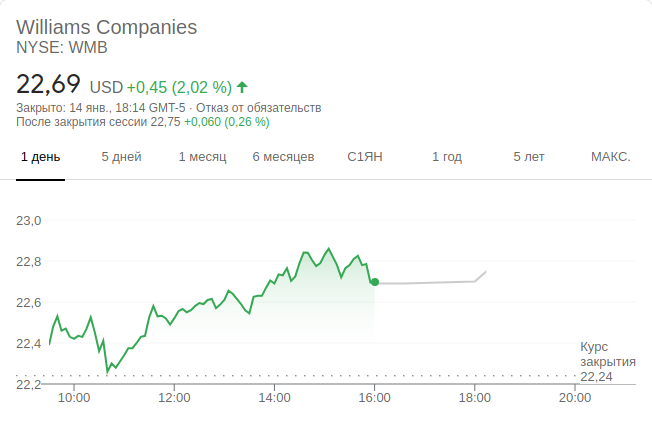 Williams Companies
NYSE: WMB
22,69 USD +0,45 (2,02 %)
Закрыто: 14 янв., 18:14 GMT-5 · Отказ от обязательств
После закрытия сессии 22,75 +0,060 (0,26 %)
1 день 5 дней 1 месяц 6 месяцев С1ЯН 1 год 5 лет МАКС.
23,0
22,8
22,6
22,4
22,2
Курс
закрытия
22,24
10:00 12:00 14:00 16:00 18:00 20:00